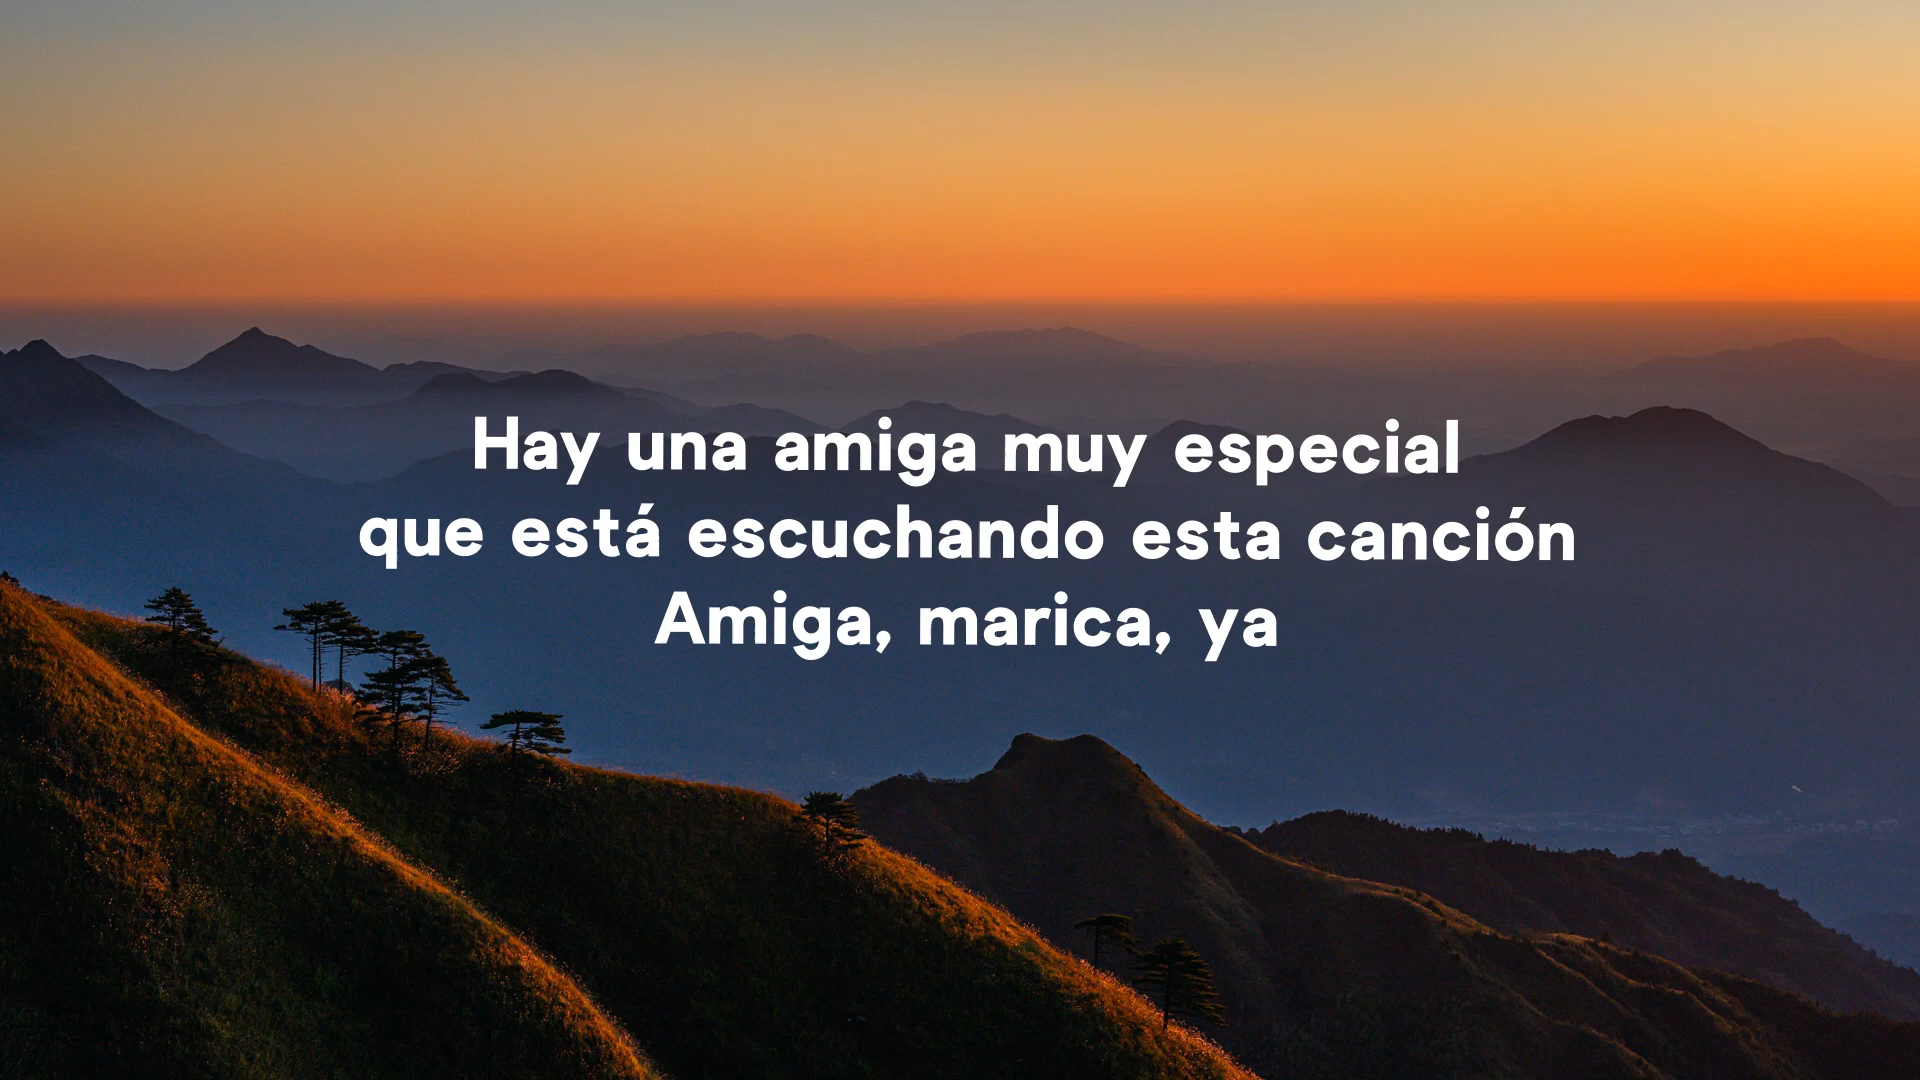 Hay una amiga muy especial
que está escuchando esta canción
Amiga, marica, ya